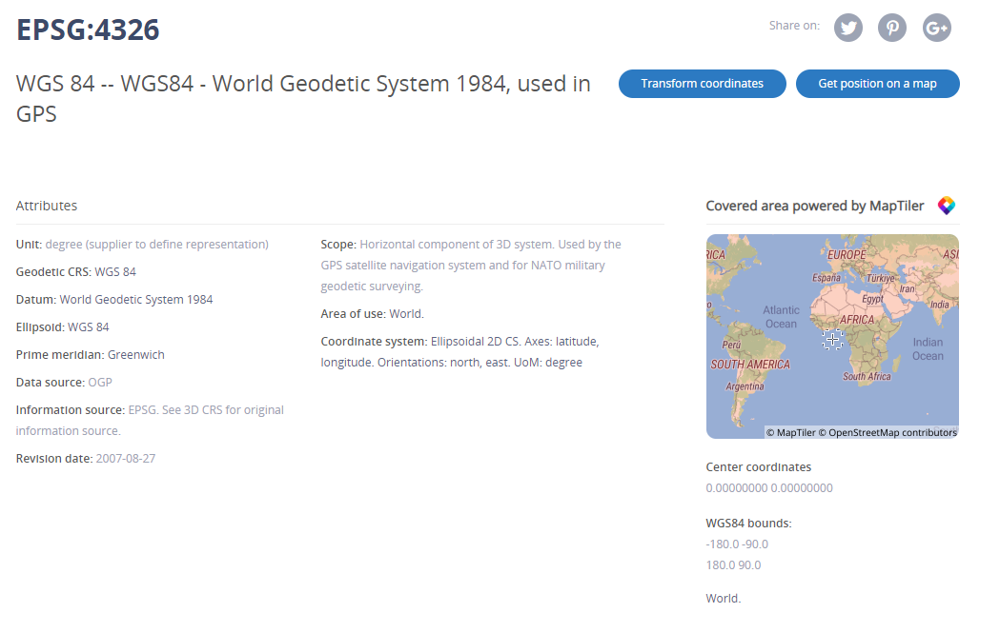 EPSG:4326
Share on:
WGS 84 -- WGS84 - World Geodetic System 1984, used in
GPS
Transform coordinates
Get position on a map
Attributes
Unit: degree (supplier to define representation)
Geodetic CRS: WGS 84
Datum: World Geodetic System 1984
Ellipsoid: WGS 84
Prime meridian: Greenwich
Data source: OGP
Information source: EPSG. See 3D CRS for original
information source.
Revision date: 2007-08-27
Scope: Horizontal component of 3D system. Used by the
GPS satellite navigation system and for NATO military
geodetic surveying.
Area of use: World.
Coordinate system: Ellipsoidal 2D CS. Axes: latitude,
longitude. Orientations: north, east. UoM: degree
Covered area powered by MapTiler
RICA
EUROPE
ASI
España
Türkiye
Iran
Egypt
India
o
Atlantic
Ocean
AFRICA
Perú
Indian
Ocean
SOUTH AMERICA
South Africa
Argentina
© MapTiler © OpenStreetMap contributors
Center coordinates
0.00000000 0.00000000
WGS84 bounds:
-180.0 -90.0
180.0 90.0
World.